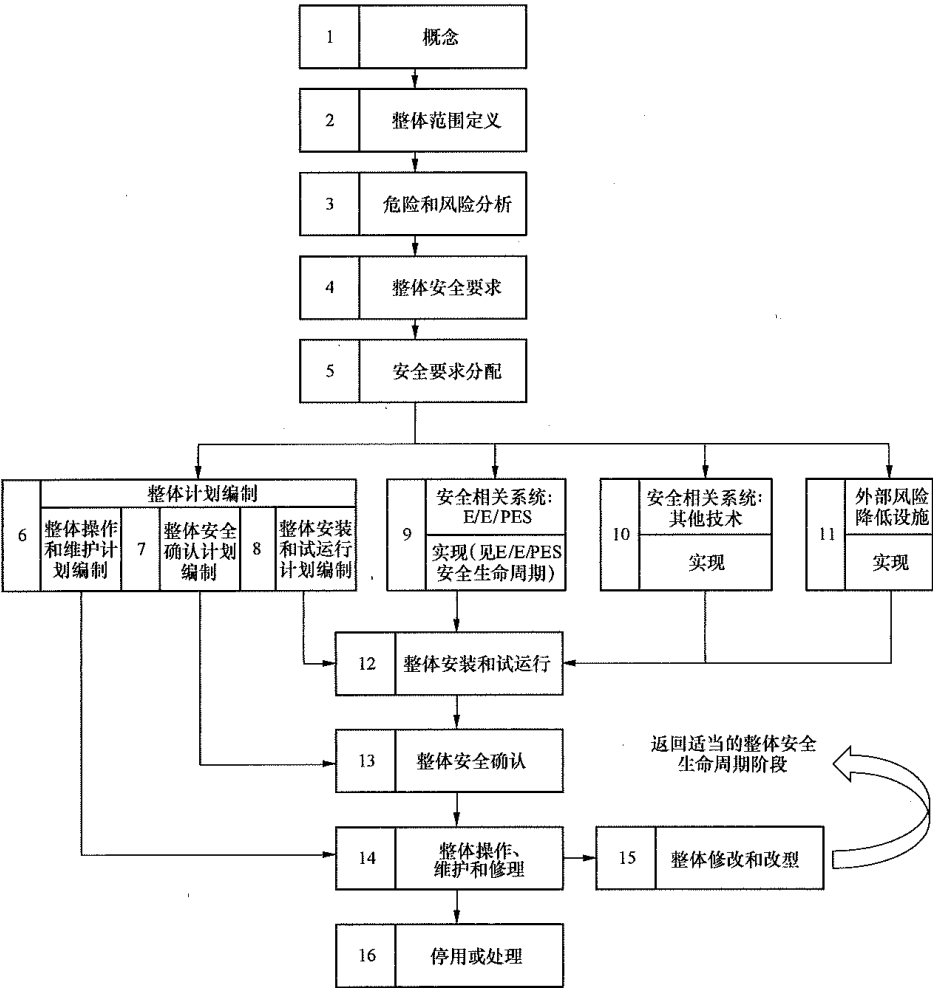 1 概念
2 整体范围定义
3 危险和风险分析
4 整体安全要求
5 安全要求分配
整体计划编制
6 整体操作
和维护计
划编制
7 整体安全
确认计划
编制
8 整体安装
和试运行
计划编制
9 安全相关系统:
E/E/PES
实现(见E/E/PES
安全生命周期)
10 安全相关系统:
其他技术
实现
11 外部风险
降低设施
实现
12 整体安装和试运行
13 整体安全确认
返回适当的整体安全
生命周期阶段
14 整体操作、
维护和修理
15 整体修改和改型
16 停用或处理